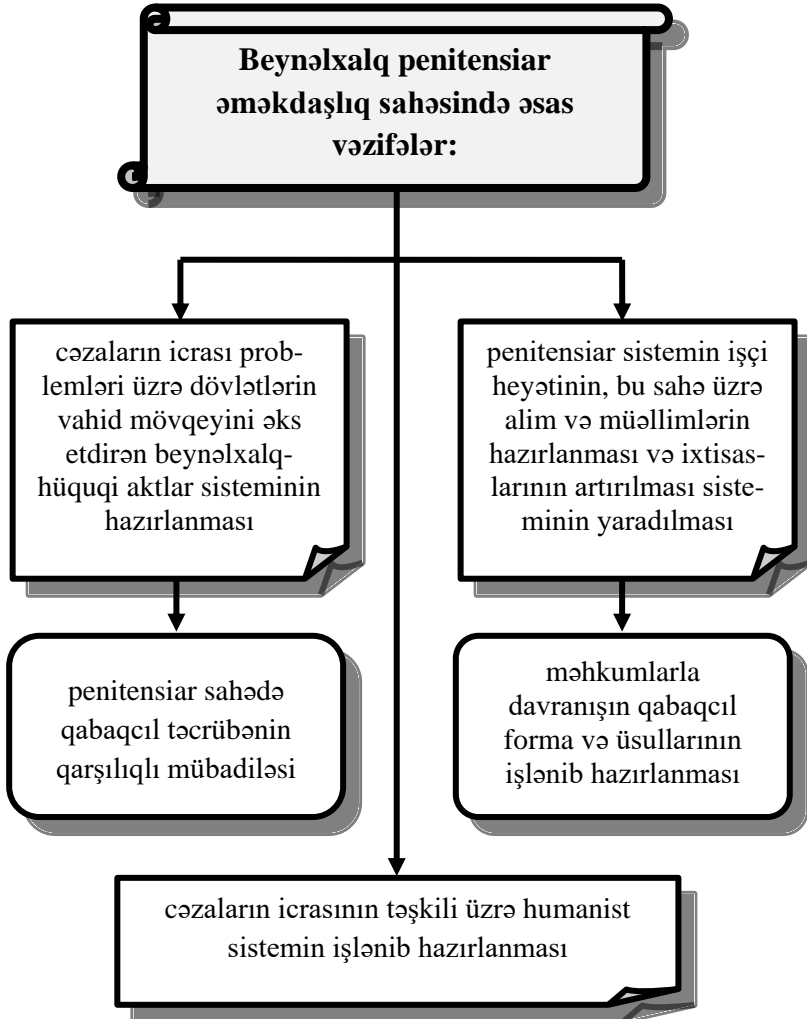 Beynəlxalq penitensiar
əməkdaşlıq sahəsində əsas
vəzifələr:
cəzaların icrası prob-
lemləri üzrə dövlətlərin
vahid mövqeyini əks
etdirən beynəlxalq-
hüquqi aktlar sisteminin
hazırlanması
penitensiar sistemin işçi
heyətinin, bu sahə üzrə
alim və müəllimlərin
hazırlanması və ixtisas-
larının artırılması siste-
minin yaradılması
penitensiar sahədə
qabaqcıl təcrübənin
qarşılıqlı mübadiləsi
məhkumlarla
davranışın qabaqcıl
forma və üsullarının
işlənib hazırlanması
cəzaların icrasının təşkili üzrə humanist
sistemin işlənib hazırlanması